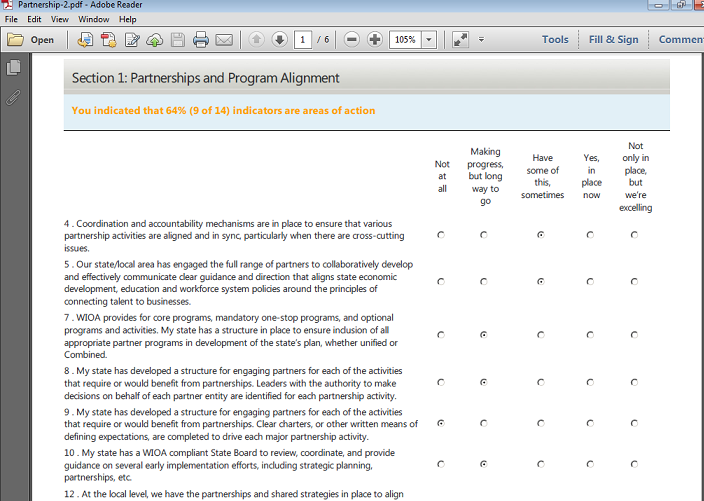 Partnership-2.pdf - Adobe Reader
File Edit View Window Help
Open 1 / 6 105% Tools Fill & Sign Commen
Section 1: Partnerships and Program Alignment
You indicated that 64% (9 of 14) indicators are areas of action
Not at all
Making progress, but long way to go
Have some of this, sometimes
Yes, in place now
Not only in place, but we're excelling
4 . Coordination and accountability mechanisms are in place to ensure that various
partnership activities are aligned and in sync, particularly when there are cross-cutting
issues.
5 . Our state/local area has engaged the full range of partners to collaboratively develop
and effectively communicate clear guidance and direction that aligns state economic
development, education and workforce system policies around the principles of
connecting talent to businesses.
7 . WIOA provides for core programs, mandatory one-stop programs, and optional
programs and activities. My state has a structure in place to ensure inclusion of all
appropriate partner programs in development of the state's plan, whether unified or
Combined.
8 . My state has developed a structure for engaging partners for each of the activities
that require or would benefit from partnerships. Leaders with the authority to make
decisions on behalf of each partner entity are identified for each partnership activity.
9 . My state has developed a structure for engaging partners for each of the activities
that require or would benefit from partnerships. Clear charters, or other written means of
defining expectations, are completed to drive each major partnership activity.
10 . My state has a WIOA compliant State Board to review, coordinate, and provide
guidance on several early implementation efforts, including strategic planning,
partnerships, etc.
12 . At the local level, we have the partnerships and shared strategies in place to align